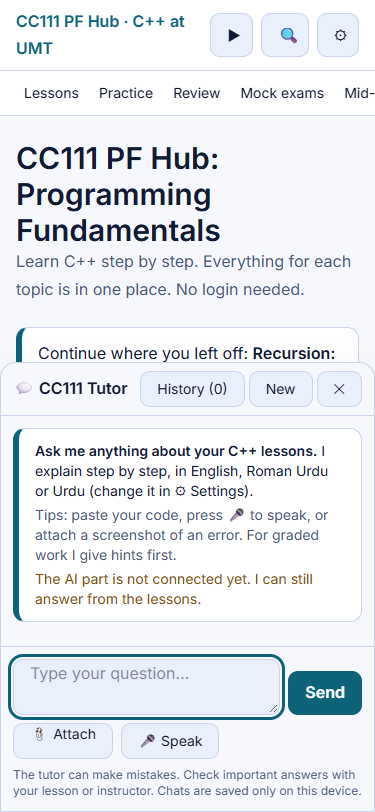 CC111 PF Hub · C++ at
UMT
Lessons Practice Review Mock exams Mid-
CC111 PF Hub:
Programming
Fundamentals
Learn C++ step by step. Everything for each
topic is in one place. No login needed.
Continue where you left off: Recursion:
CC111 Tutor
History (0)
New
Ask me anything about your C++ lessons. I
explain step by step, in English, Roman Urdu
or Urdu (change it in ⚙ Settings).
Tips: paste your code, press 🎤 to speak, or
attach a screenshot of an error. For graded
work I give hints first.
The AI part is not connected yet. I can still
answer from the lessons.
Type your question...
Send
Attach
Speak
The tutor can make mistakes. Check important answers with
your lesson or instructor. Chats are saved only on this device.